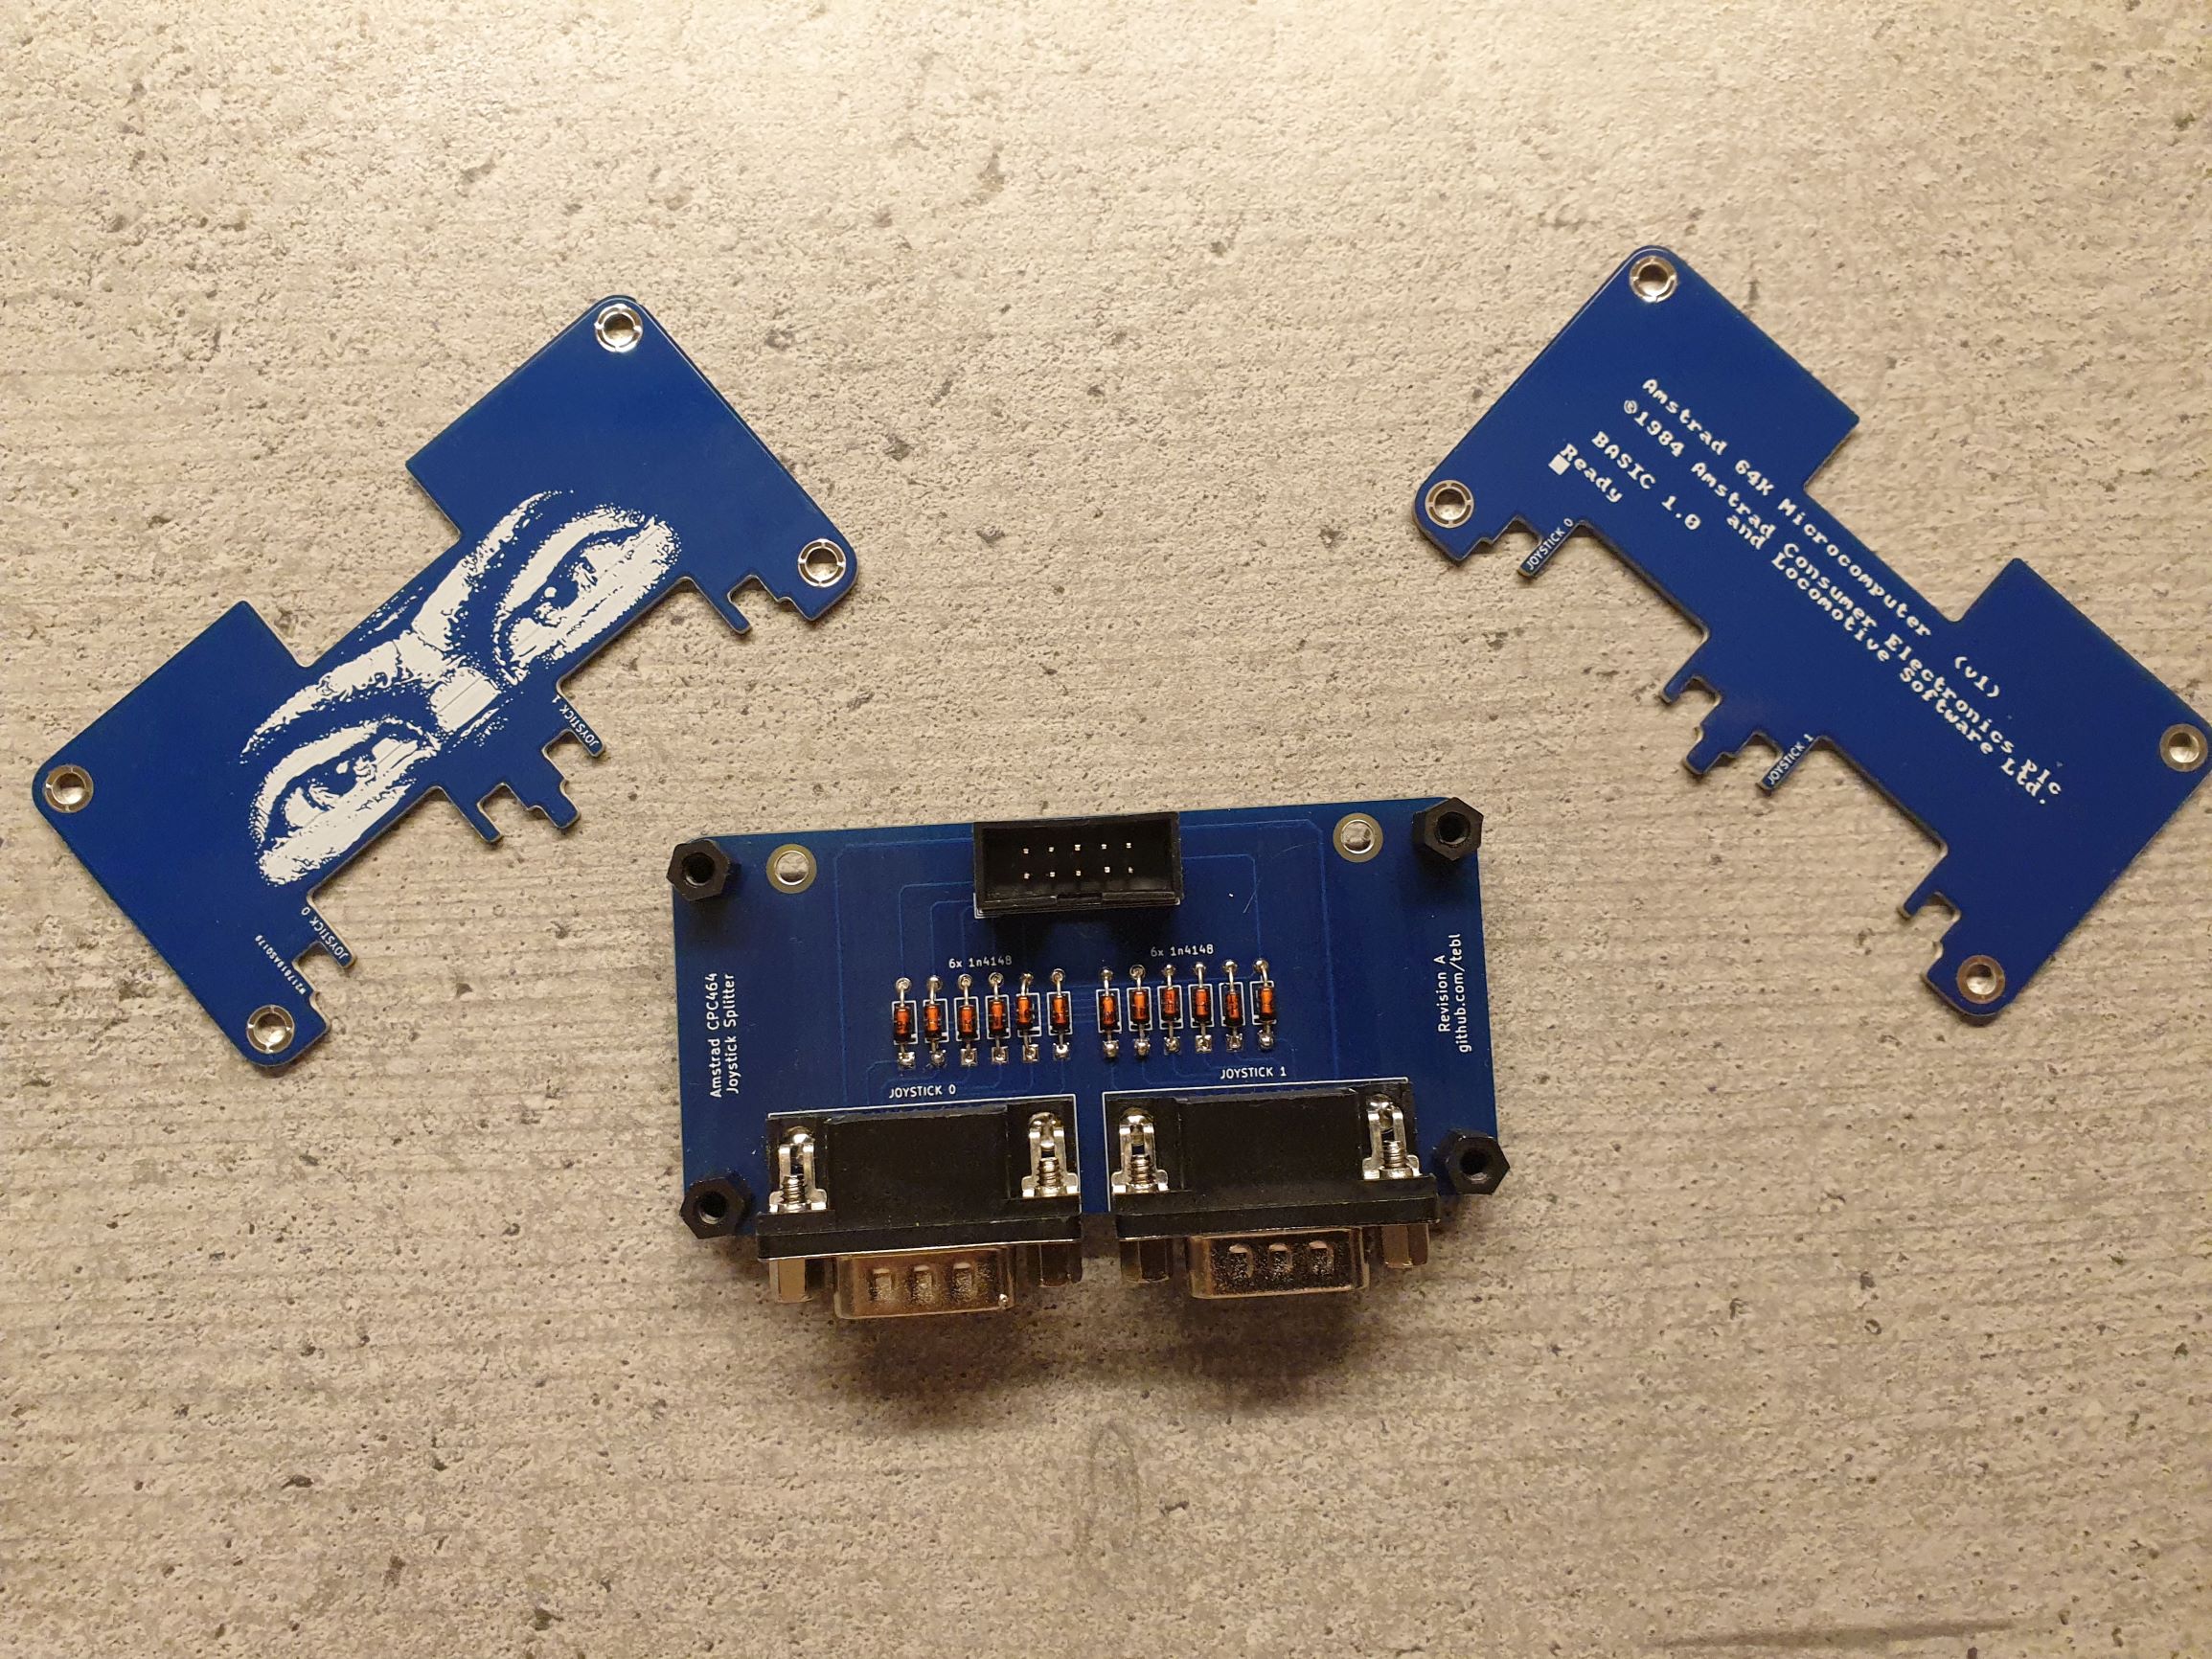 JOYSTICK 1
JOYSTICK 0
Amstrad 64K Microcomputer (v1)
©1984 Amstrad Consumer Electronics plc
and Locomotive Software Ltd.
BASIC 1.0
Ready
JOYSTICK 0
JOYSTICK 1
Amstrad CPC464
Joystick Splitter
6x 1n4148
6x 1n4148
Revision A
github.com/tebl
JOYSTICK 0
JOYSTICK 1